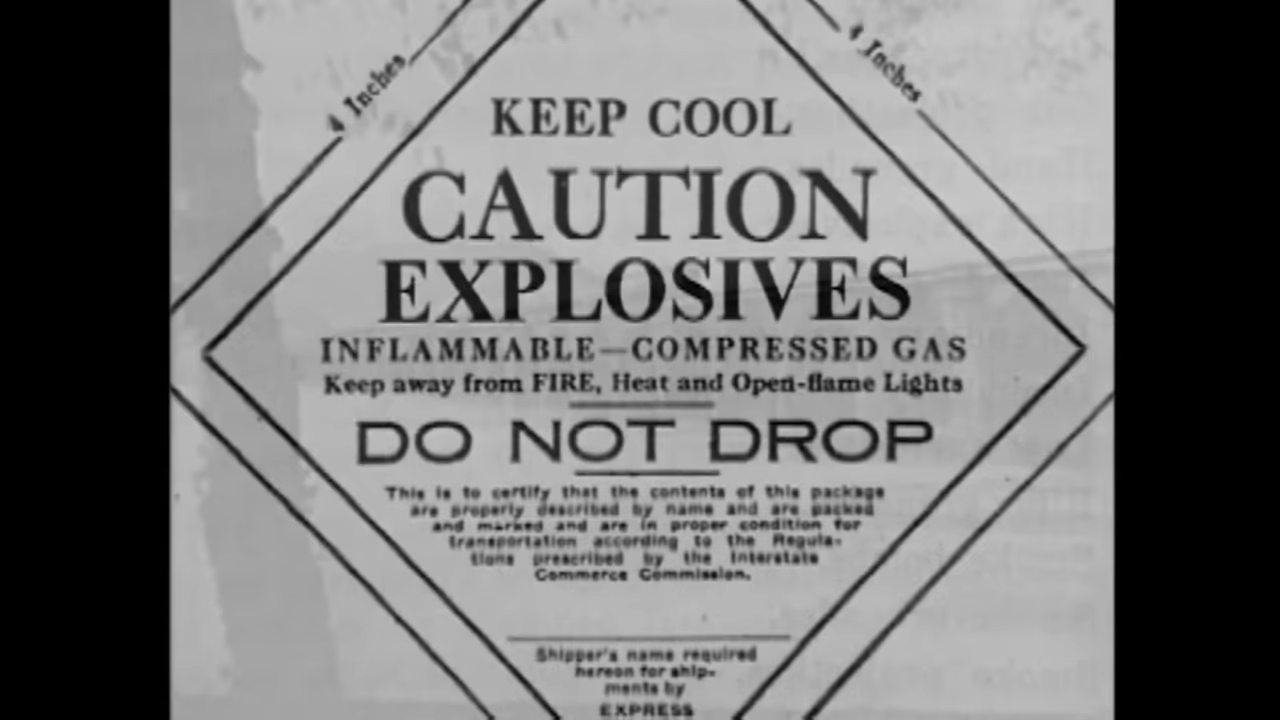 4 Inches
4 Inches
KEEP COOL
CAUTION
EXPLOSIVES
INFLAMMABLE—COMPRESSED GAS
Keep away from FIRE, Heat and Open-flame Lights
DO NOT DROP
This is to certify that the contents of this package
are properly described by name and are packed
and marked and are in proper condition for
transportation according to the Regula-
tions prescribed by the Interstate
Commerce Commission.
Shipper's name required
hereon for ship-
ments by
EXPRESS